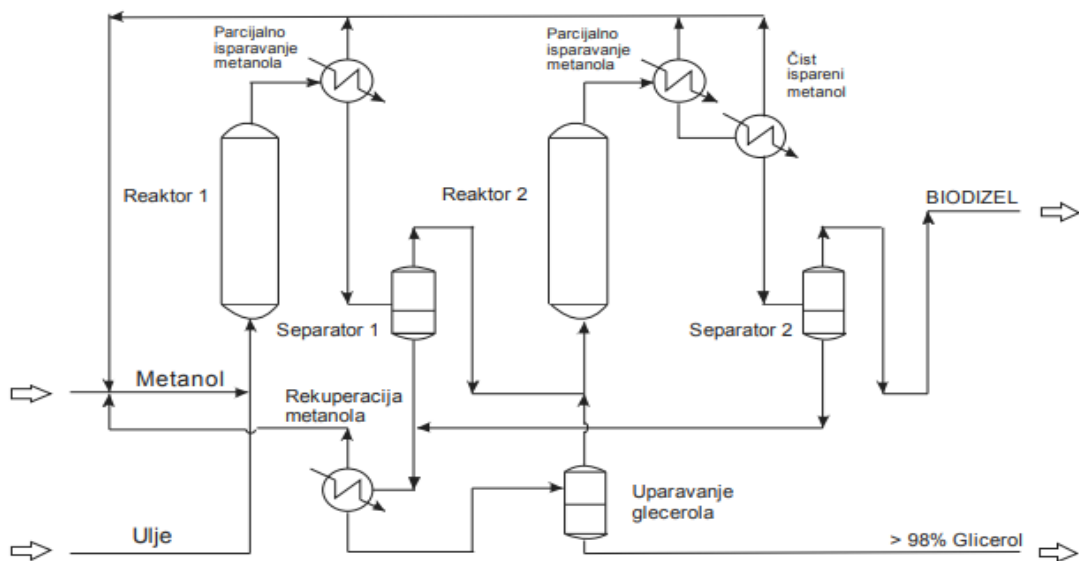 Parcijalno
isparavanje
metanola
Parcijalno
isparavanje
metanola
Čist
ispareni
metanol
Reaktor 1
Reaktor 2
BIODIZEL
Separator 1
Separator 2
Metanol
Rekuperacija
metanola
Uparavanje
glecerola
Ulje
> 98% Glicerol